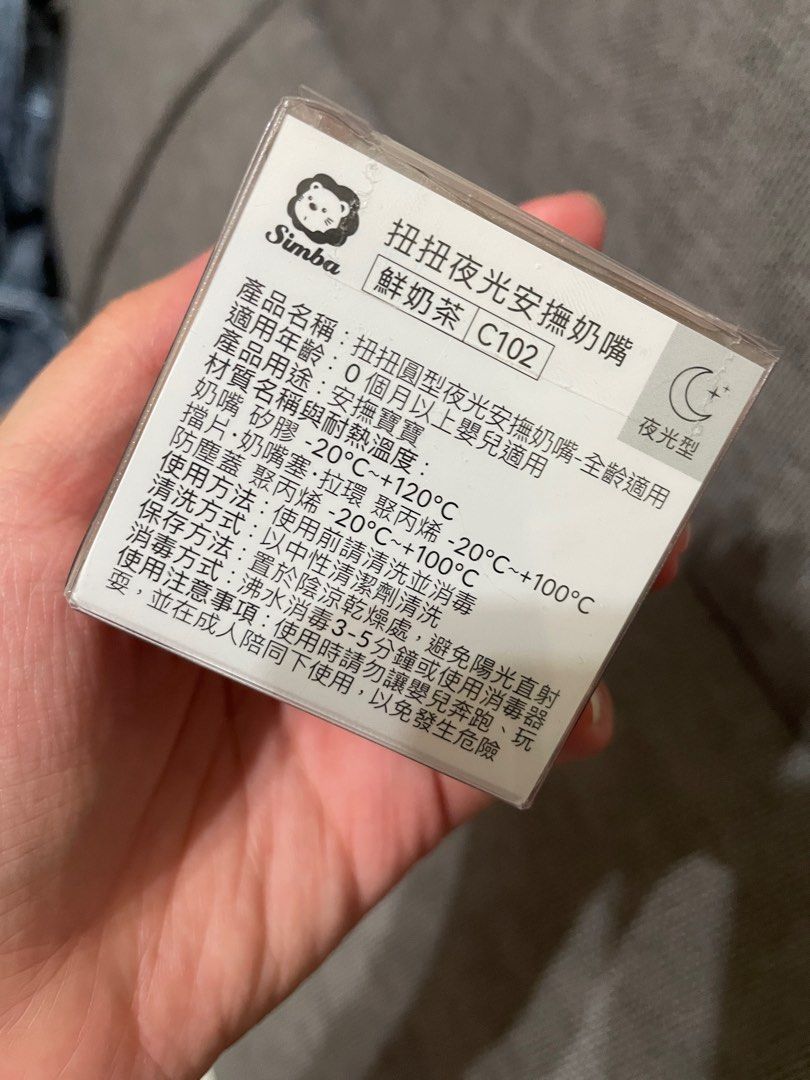 Simba
扭扭夜光安撫奶嘴
鮮奶茶 C102
夜光型
產品名稱：扭扭圓型夜光安撫奶嘴-全齡適用
適用年齡：0個月以上嬰兒適用
產品用途：安撫寶寶
材質名稱與耐熱溫度：
奶嘴 矽膠 -20°C~+120°C
擋片·奶嘴塞·拉環 聚丙烯 -20°C~+100°C
防塵蓋 聚丙烯 -20°C~+100°C
使用方法：使用前請清洗並消毒
清洗方式：以中性清潔劑清洗
保存方法：置於陰涼乾燥處，避免陽光直射
消毒方式：沸水消毒3-5分鐘或使用消毒器
使用注意事項：使用時請勿讓嬰兒奔跑、玩
耍，並在成人陪同下使用，以免發生危險